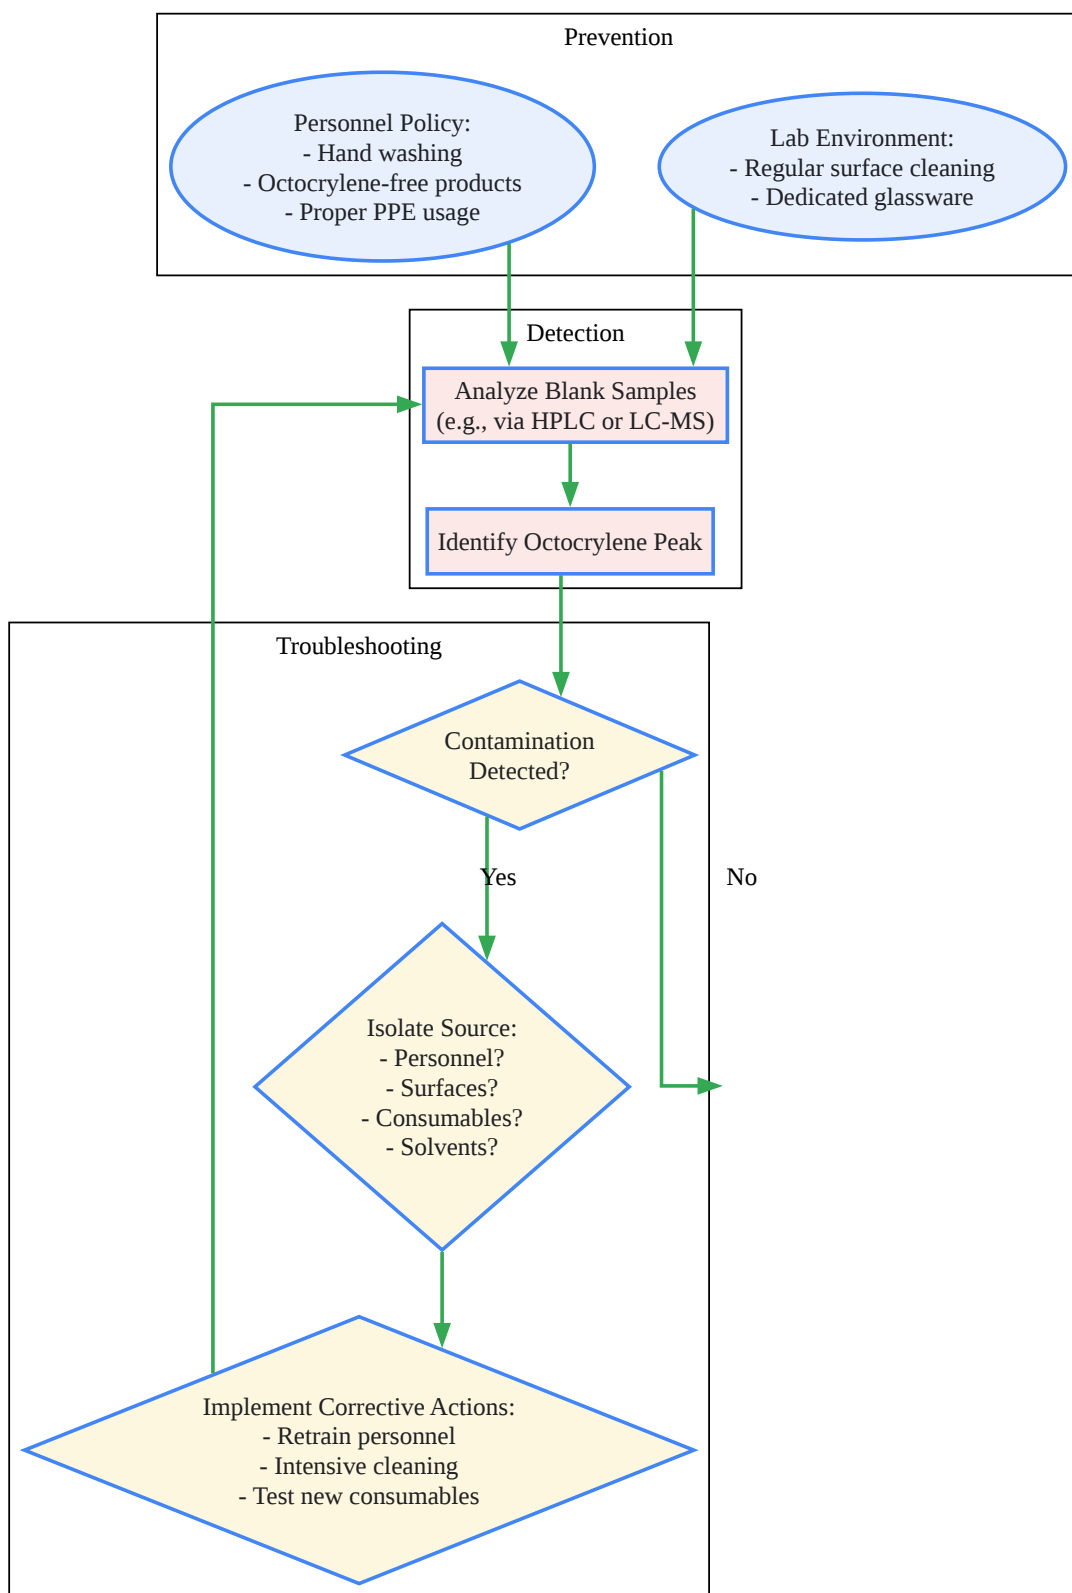 Prevention
Personnel Policy:
- Hand washing
- Octocrylene-free products
- Proper PPE usage
Lab Environment:
- Regular surface cleaning
- Dedicated glassware
Detection
Analyze Blank Samples
(e.g., via HPLC or LC-MS)
Identify Octocrylene Peak
Troubleshooting
Contamination
Detected?
Yes
No
Isolate Source:
- Personnel?
- Surfaces?
- Consumables?
- Solvents?
Implement Corrective Actions:
- Retrain personnel
- Intensive cleaning
- Test new consumables